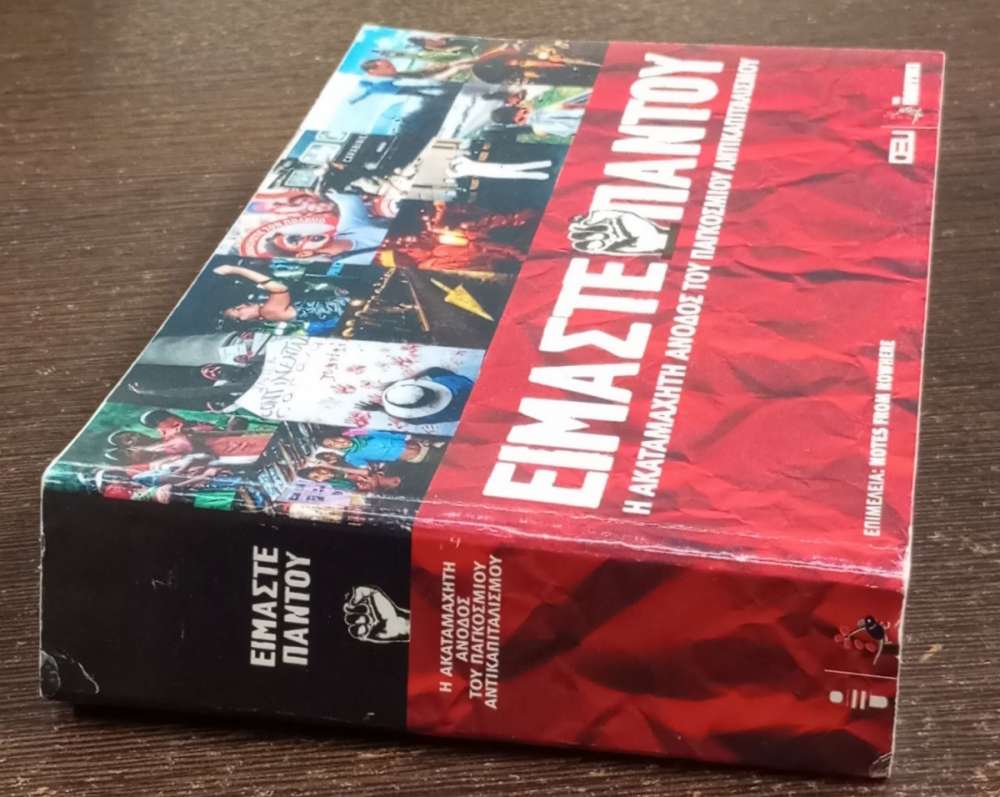 ΕΙΜΑΣΤΕ ΠΑΝΤΟΥ
Η ΑΚΑΤΑΜΑΧΗΤΗ ΑΝΟΔΟΣ ΤΟΥ ΠΑΓΚΟΣΜΙΟΥ ΑΝΤΙΚΑΠΙΤΑΛΙΣΜΟΥ
ΕΠΙΜΕΛΕΙΑ: NOTES FROM NOWHERE
ΕΙΜΑΣΤΕ
ΠΑΝΤΟΥ
Η ΑΚΑΤΑΜΑΧΗΤΗ
ΑΝΟΔΟΣ
ΤΟΥ ΠΑΓΚΟΣΜΙΟΥ
ΑΝΤΙΚΑΠΙΤΑΛΙΣΜΟΥ